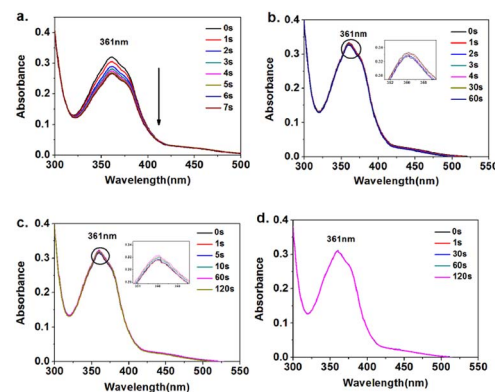 a.
361nm
0s
1s
2s
3s
4s
5s
6s
7s
Absorbance
0.4
0.3
0.2
0.1
0.0
300 350 400 450 500
Wavelength(nm)
b.
361nm
0s
1s
2s
3s
4s
30s
60s
Absorbance
0.4
0.3
0.2
0.1
0.0
300 350 400 450 500 550
Wavelength(nm)
c.
361nm
0s
1s
5s
10s
60s
120s
Absorbance
0.4
0.3
0.2
0.1
0.0
300 350 400 450 500
Wavelength(nm)
d.
361nm
0s
1s
30s
60s
120s
Absorbance
0.4
0.3
0.2
0.1
0.0
300 350 400 450 500 550
Wavelength(nm)